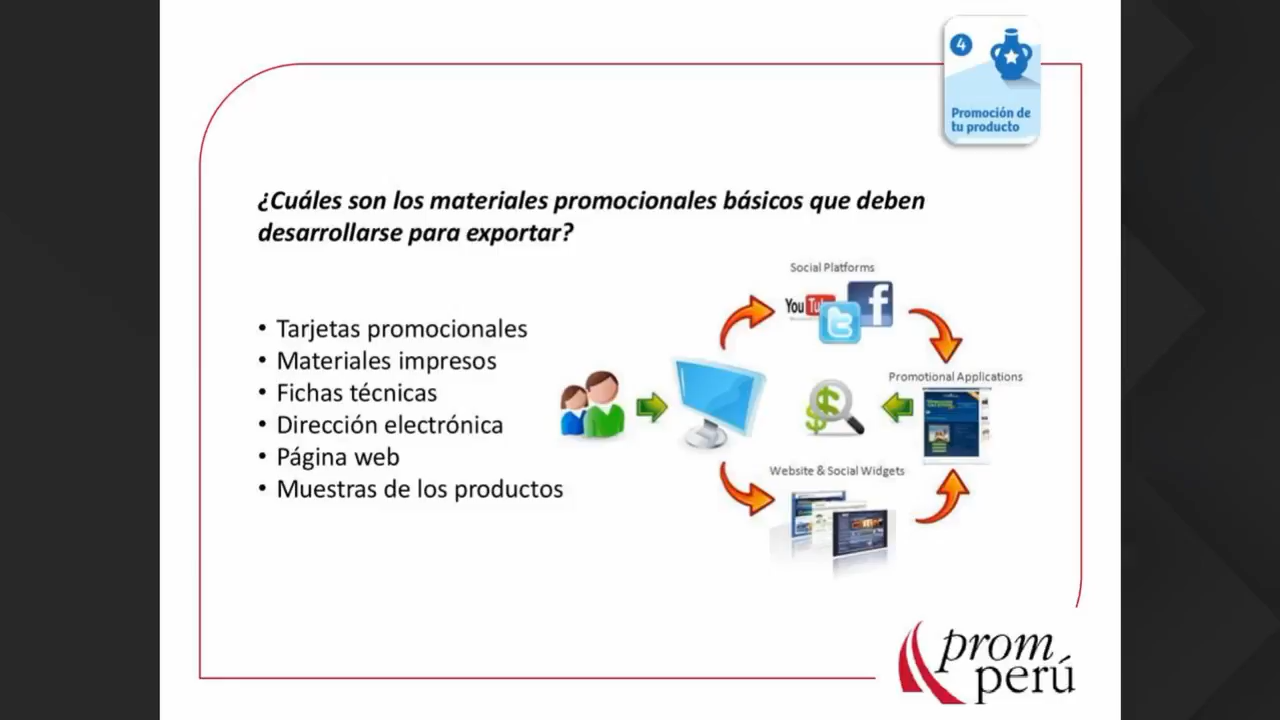 4
Promoción de
tu producto
¿Cuáles son los materiales promocionales básicos que deben
desarrollarse para exportar?
• Tarjetas promocionales
• Materiales impresos
• Fichas técnicas
• Dirección electrónica
• Página web
• Muestras de los productos
Social Platforms
You Tube
f
Promotional Applications
Website & Social Widgets
prom
perú